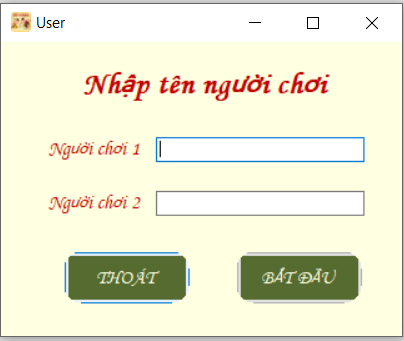 User
Nhập tên người chơi
Người chơi 1
Người chơi 2
THOÁT BẮT ĐẦU